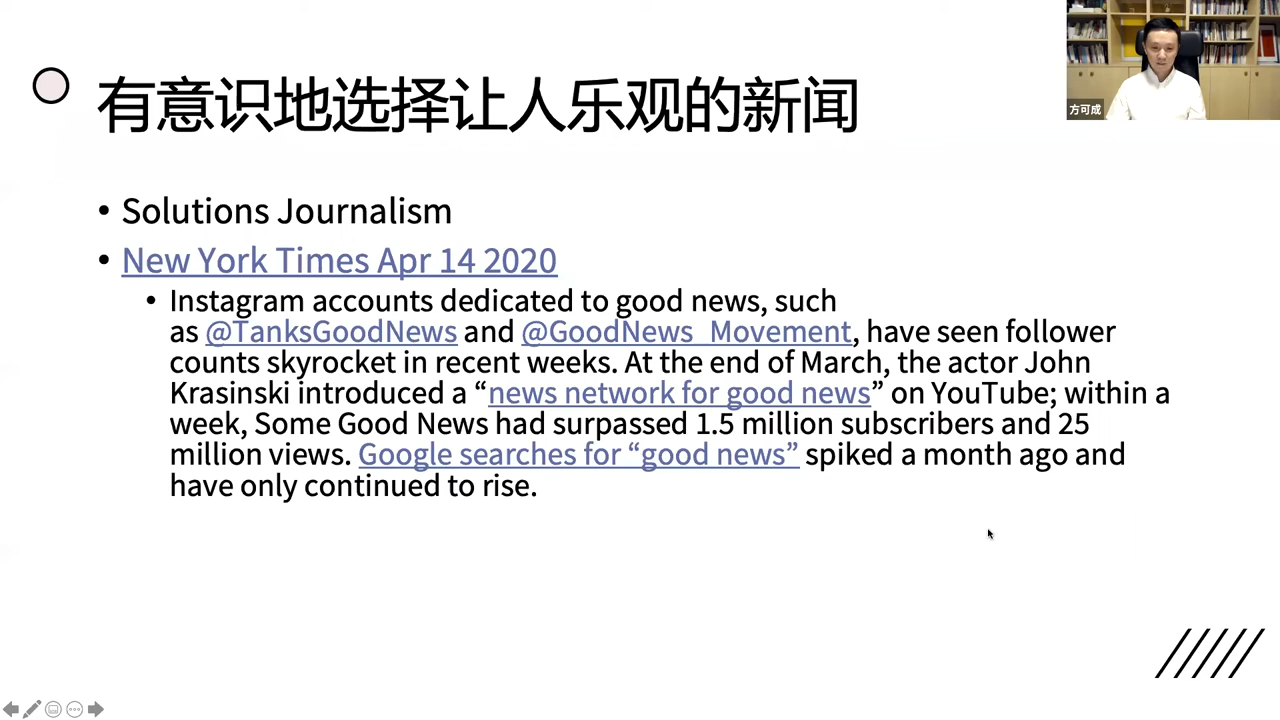 有意识地选择让人乐观的新闻
方可成
• Solutions Journalism
• New York Times Apr 14 2020
• Instagram accounts dedicated to good news, such
as @TanksGoodNews and @GoodNews_Movement, have seen follower
counts skyrocket in recent weeks. At the end of March, the actor John
Krasinski introduced a “news network for good news” on YouTube; within a
week, Some Good News had surpassed 1.5 million subscribers and 25
million views. Google searches for “good news” spiked a month ago and
have only continued to rise.